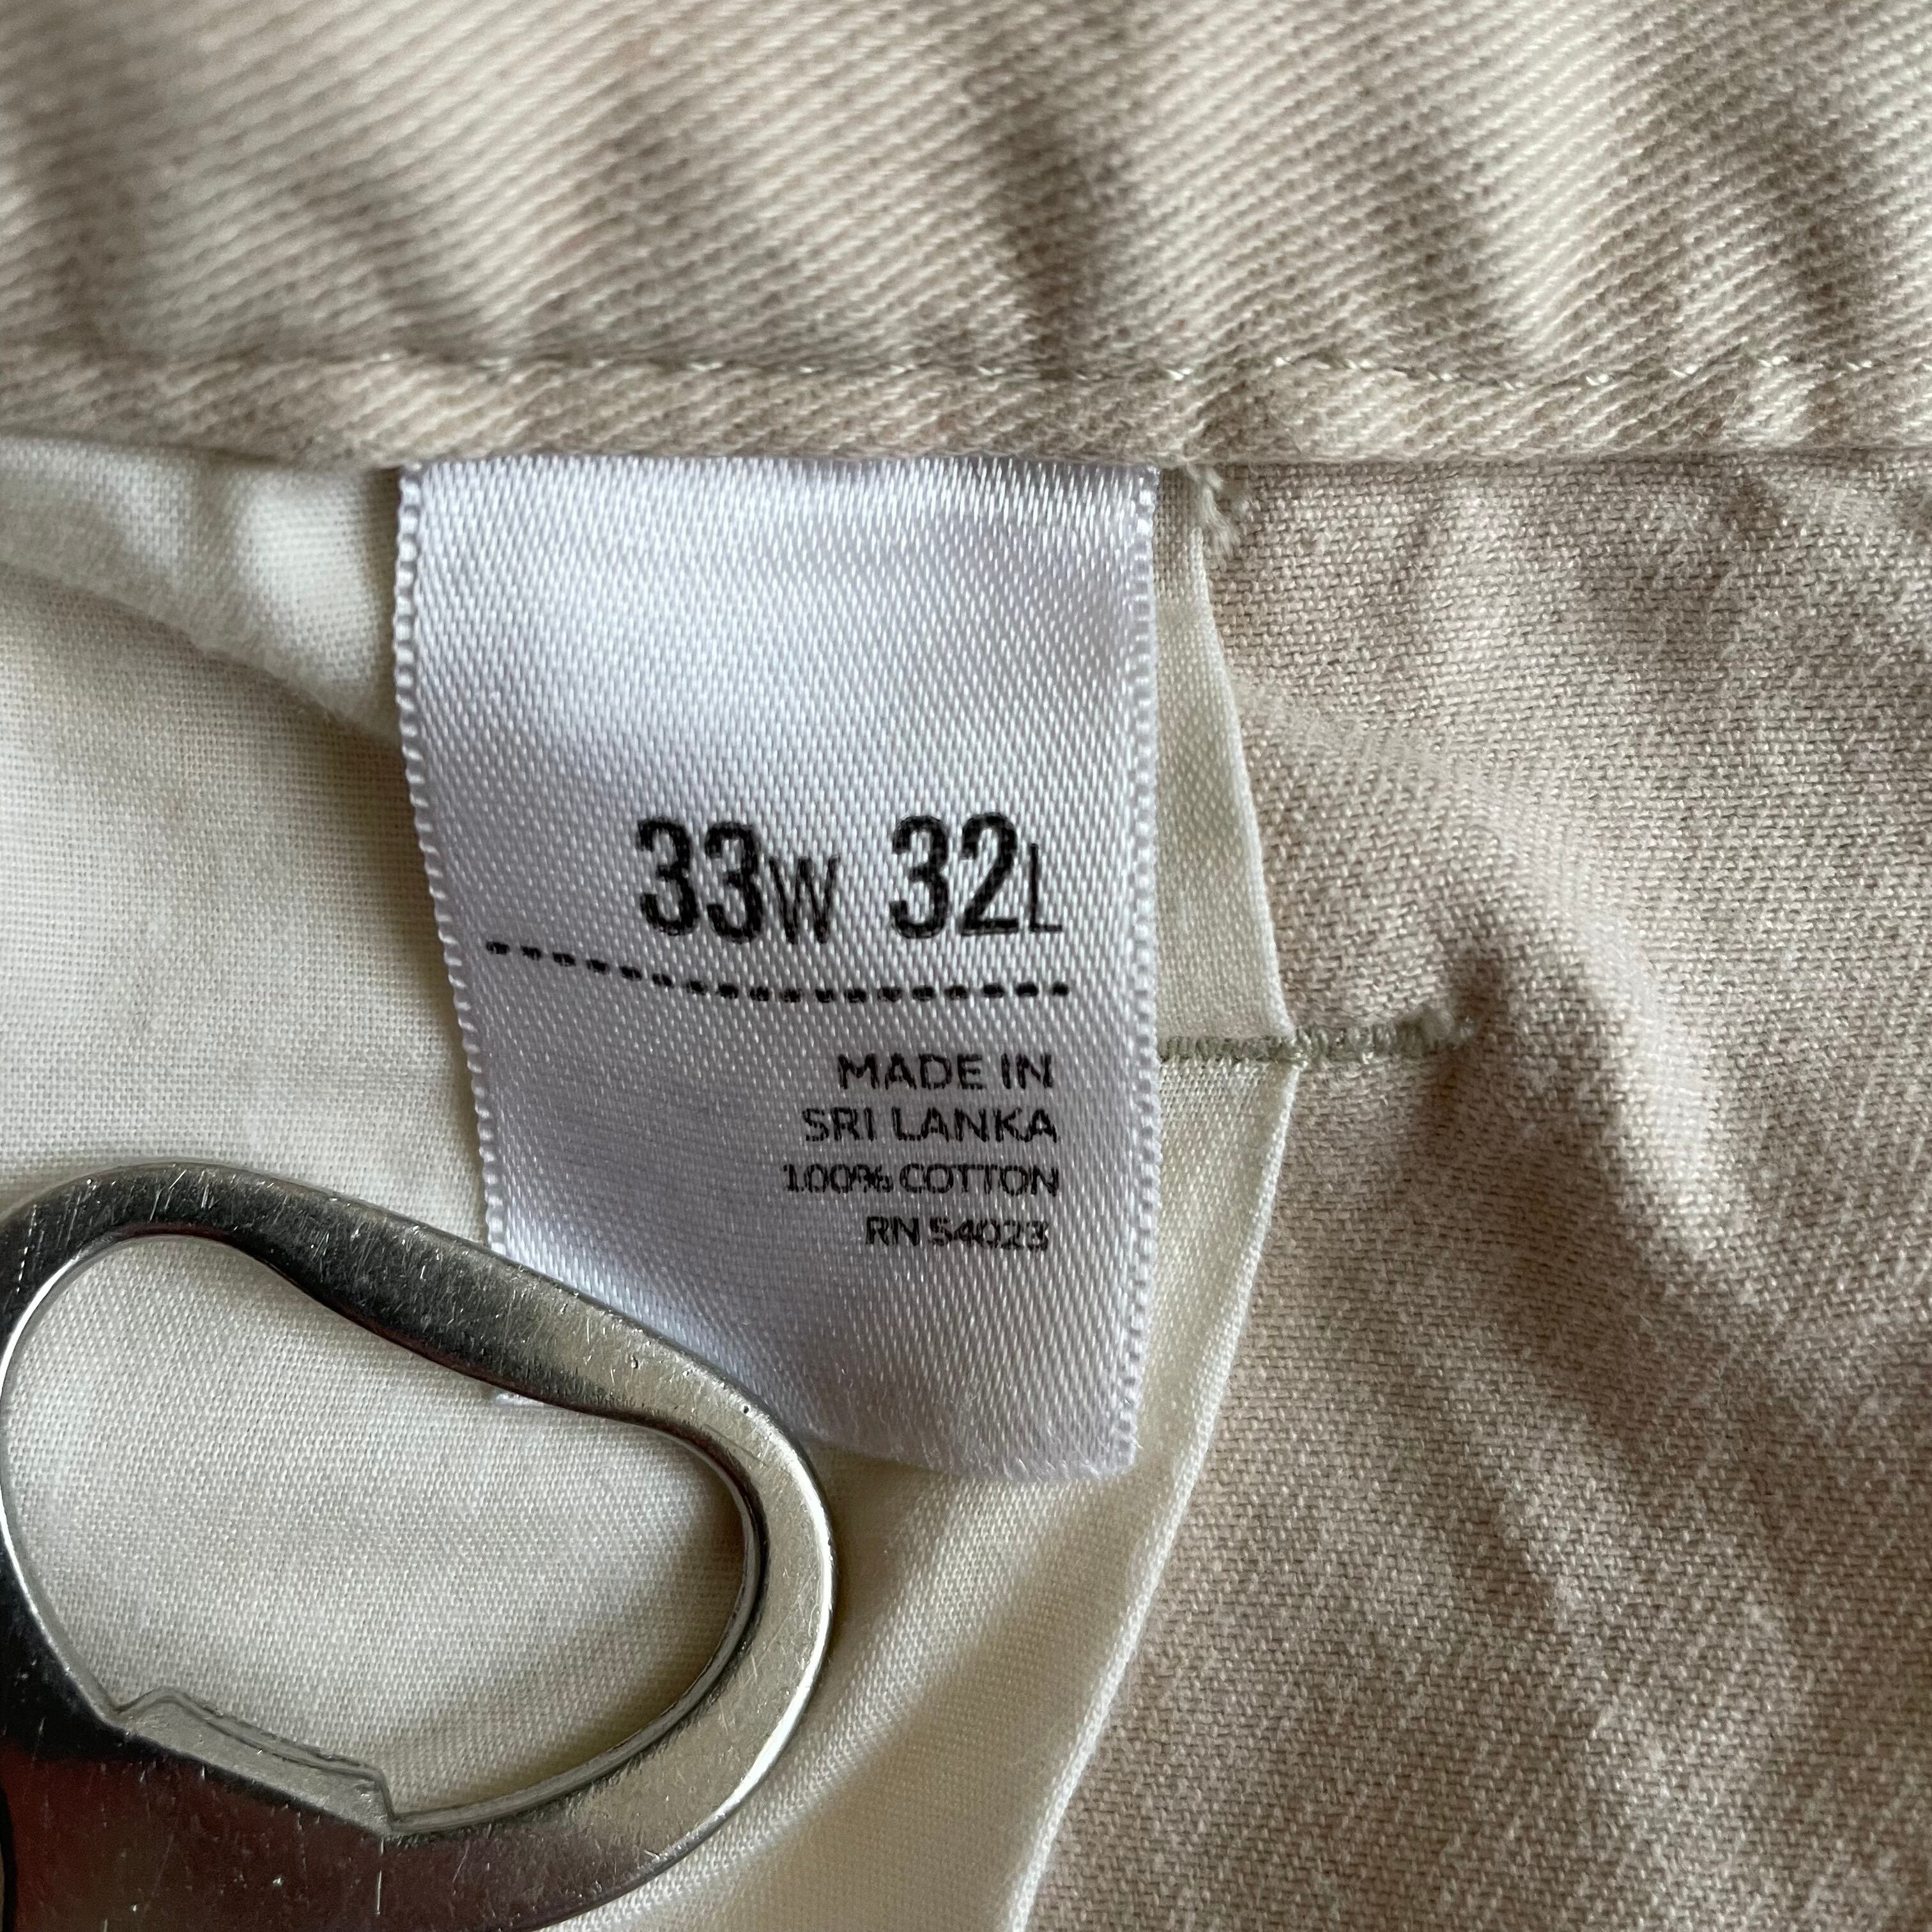 33W 32L
MADE IN
SRI LANKA
100% COTTON
RN 54023